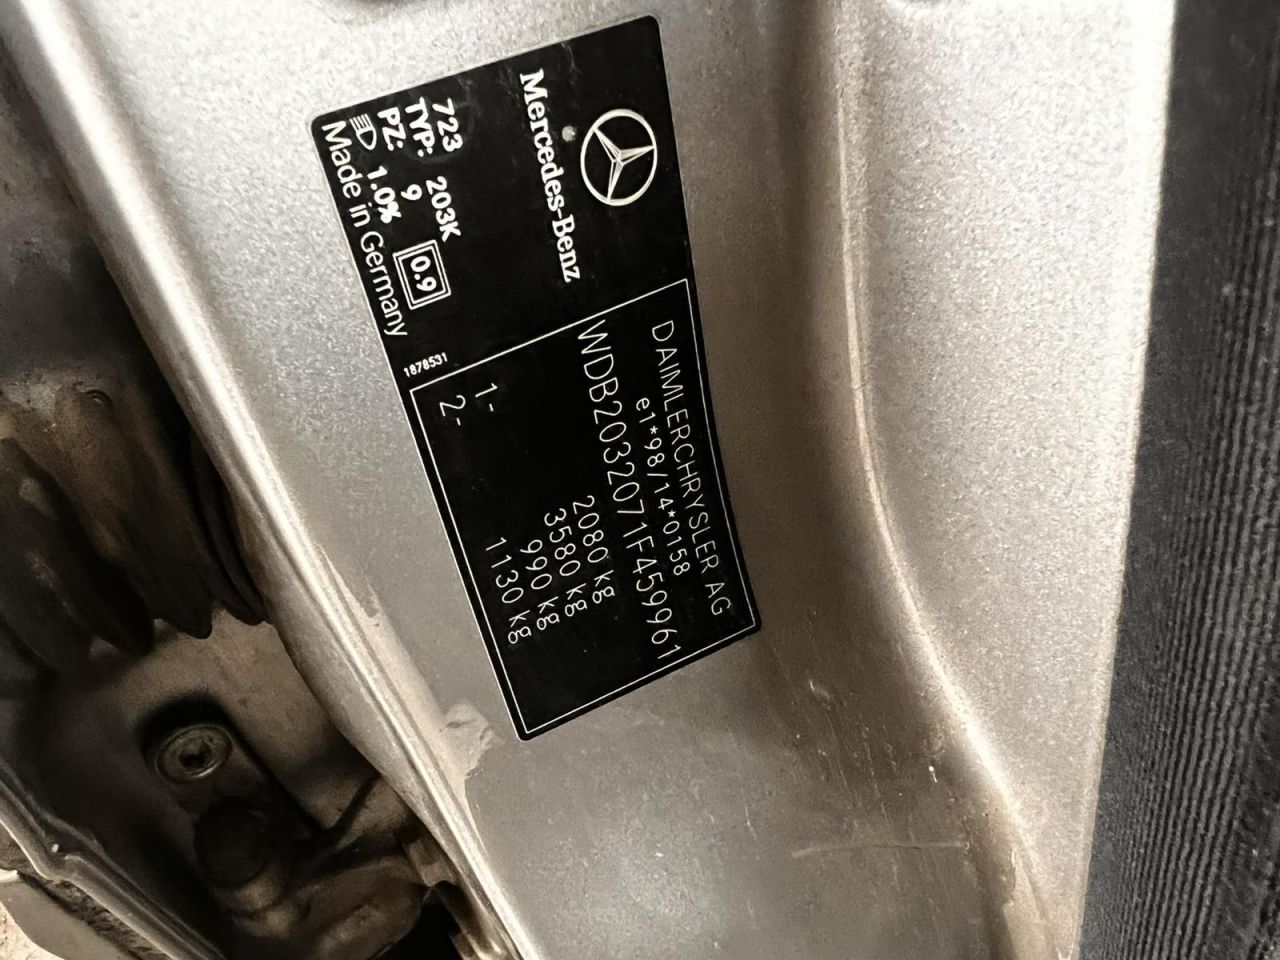 Mercedes-Benz
723
TYP: 203K
PZ: 9
1.0% 0.9
Made in Germany
1878531
DAIMLERCHRYSLER AG
e1*98/14*0158
WDB2032071F459961
2080 kg
3580 kg
1- 990 kg
2- 1130 kg